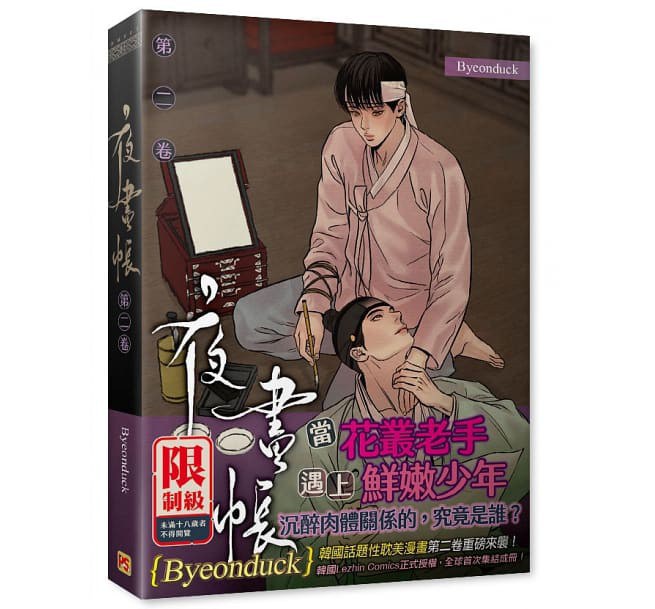 第二卷
夜畫帳
第二卷
Byeonduck
Byeonduck
夜畫帳
當花叢老手
遇上鮮嫩少年
沉醉肉體關係的，究竟是誰？
限
制級
未滿十八歲者
不得閱覽
{Byeonduck}
韓國話題性耽美漫畫第二卷重磅來襲！
韓國Lezhin Comics正式授權，全球首次集結成冊！